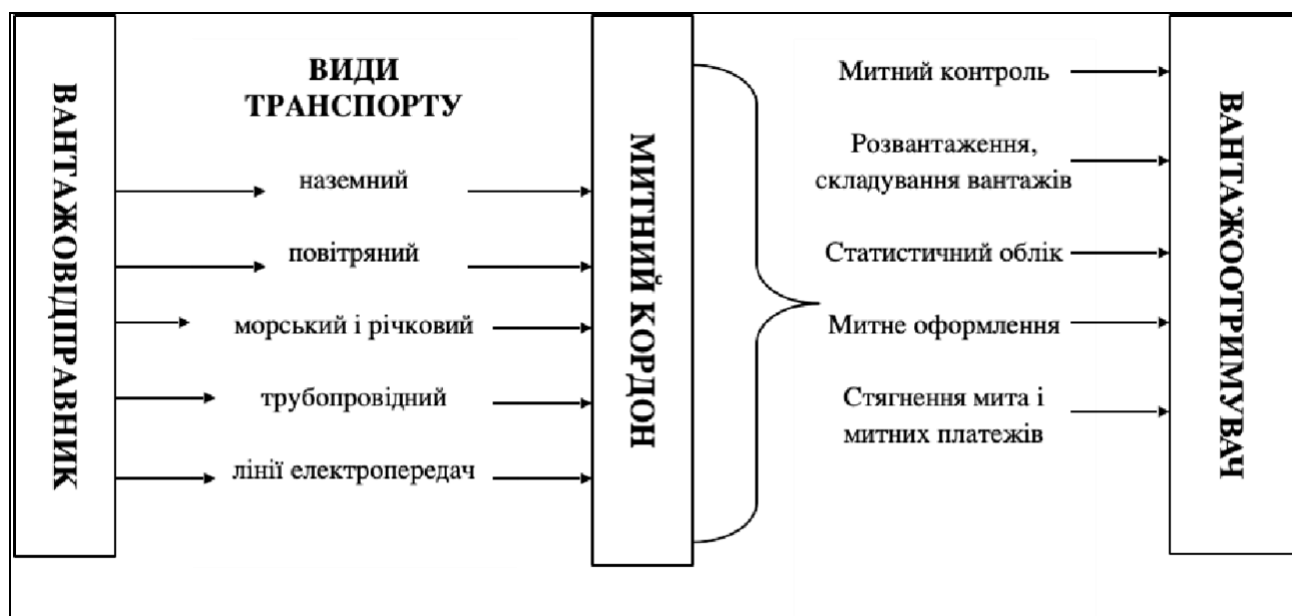 ВАНТАЖОВІДПРАВНИК
ВИДИ
ТРАНСПОРТУ
наземний
повітряний
морський і річковий
трубопровідний
лінії електропередач
МИТНИЙ КОРДОН
с
Митний контроль
Розвантаження,
складування вантажів
Статистичний облік
Митне оформлення
Стягнення мита і
митних платежів
ВАНТАЖООТРИМУВАЧ